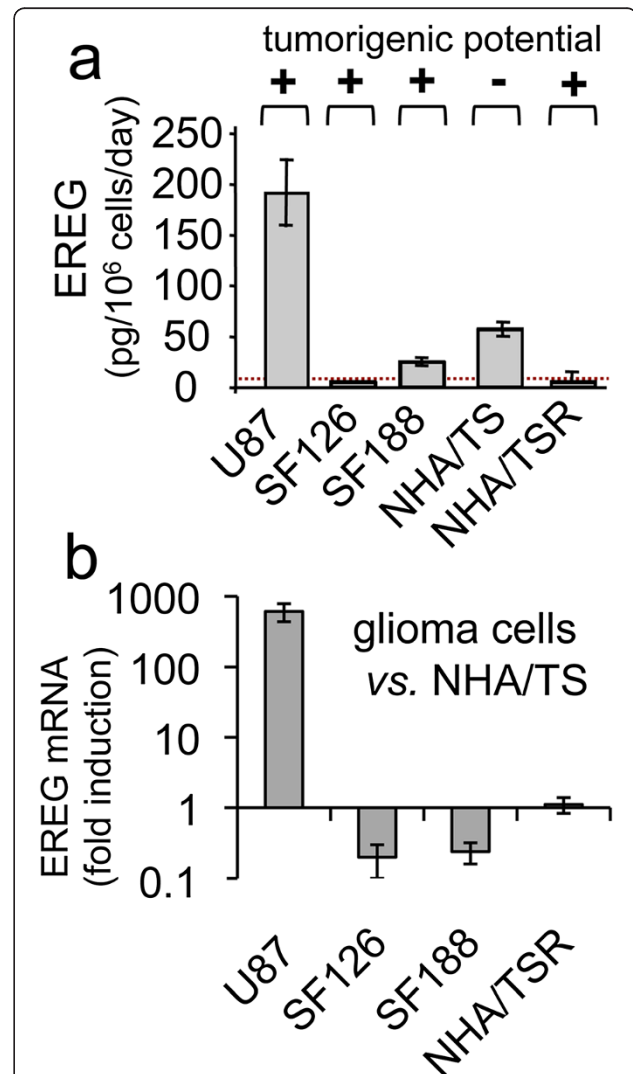 a
tumorigenic potential
+ + + - +
EREG
(pg/10⁶ cells/day)
250
200
150
100
50
0
U87
SF126
SF188
NHA/TS
NHA/TSR
b
EREG mRNA
(fold induction)
1000
100
10
1
0.1
glioma cells
vs. NHA/TS
U87
SF126
SF188
NHA/TSR